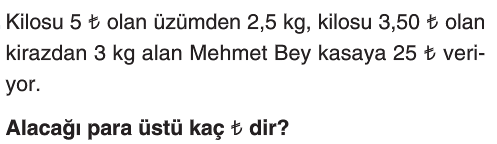 Kilosu 5 ₺ olan üzümden 2,5 kg, kilosu 3,50 ₺ olan
kirazdan 3 kg alan Mehmet Bey kasaya 25 ₺ veri-
yor.
Alacağı para üstü kaç ₺ dir?